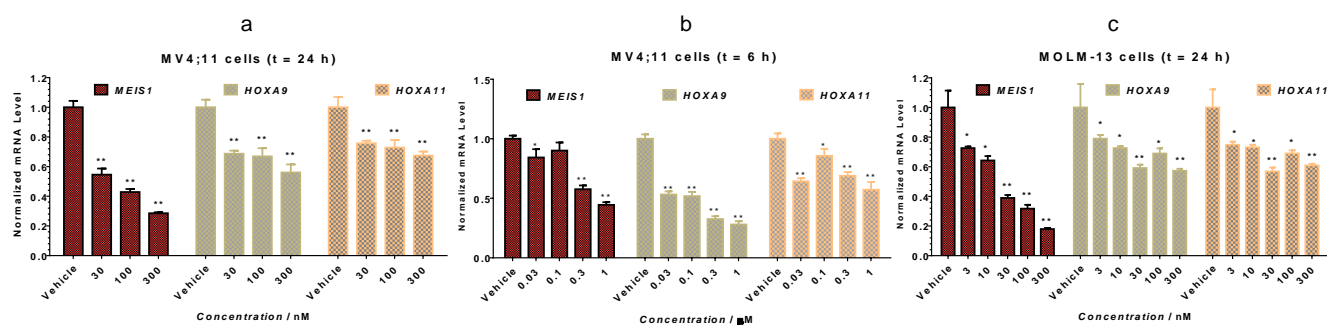 a
MV4;11 cells (t = 24 h)
Normalized mRNA Level
1.2
1.0
0.8
0.6
0.4
0.2
0.0
MEIS1
HOXA9
HOXA11
** ** **
** ** **
** ** **
Vehicle 30 100 300
Vehicle 30 100 300
Vehicle 30 100 300
Concentration / nM
b
MV4;11 cells (t = 6 h)
Normalized mRNA Level
1.5
1.0
0.5
0.0
MEIS1
HOXA9
HOXA11
* ** **
** ** ** **
** * ** **
Vehicle 0.03 0.1 0.3 1
Vehicle 0.03 0.1 0.3 1
Vehicle 0.03 0.1 0.3 1
Concentration / M
c
MOLM-13 cells (t = 24 h)
Normalized mRNA Level
1.2
1.0
0.8
0.6
0.4
0.2
0.0
MEIS1
HOXA9
HOXA11
* * ** ** **
* * ** * **
* * ** * **
Vehicle 3 10 30 100 300
Vehicle 3 10 30 100 300
Vehicle 3 10 30 100 300
Concentration / nM